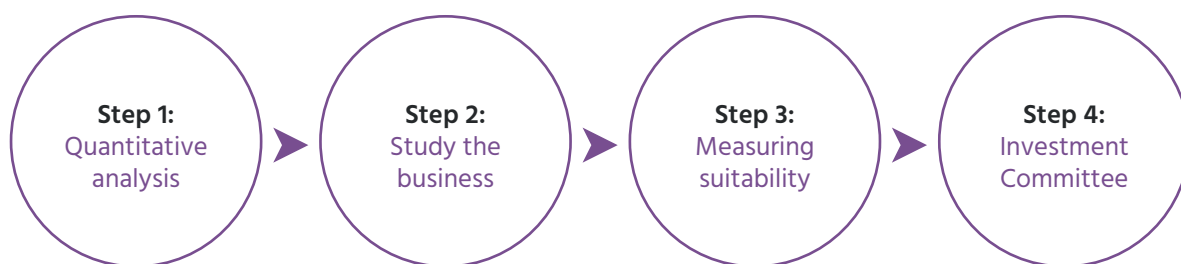 Step 1:
Quantitative
analysis
Step 2:
Study the
business
Step 3:
Measuring
suitability
Step 4:
Investment
Committee